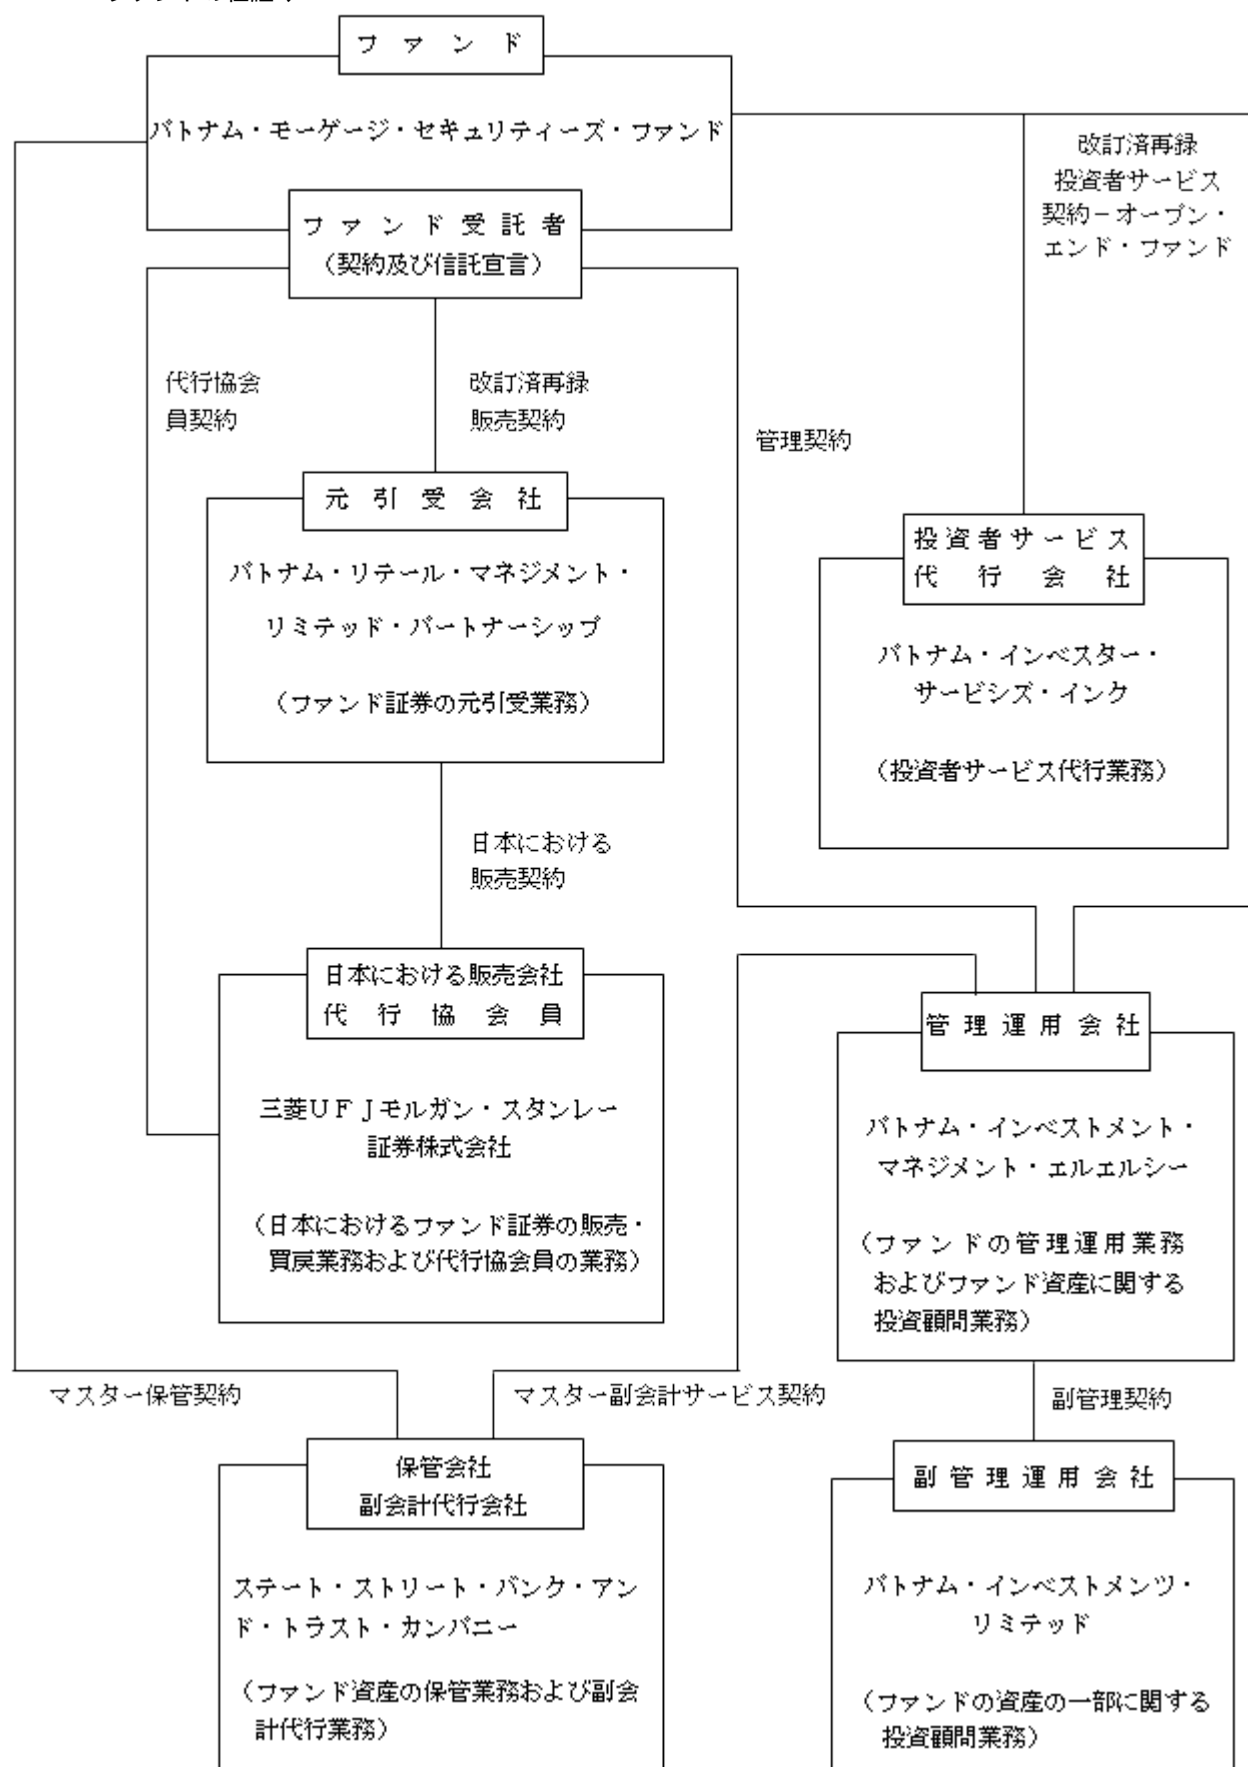 ファンド
パトナム・モーゲージ・セキュリティーズ・ファンド
ファンド受託者
（契約及び信託宣言）
改訂済再録
投資者サービス
契約－オープン・
エンド・ファンド
代行協会
員契約
改訂済再録
販売契約
管理契約
元引受会社
パトナム・リテール・マネジメント・
リミテッド・パートナーシップ
（ファンド証券の元引受業務）
投資者サービス
代行会社
パトナム・インベスター・
サービシズ・インク
（投資者サービス代行業務）
日本における
販売契約
日本における販売会社
代行協会員
三菱ＵＦＪモルガン・スタンレー
証券株式会社
（日本におけるファンド証券の販売・
買戻業務および代行協会員の業務）
管理運用会社
パトナム・インベストメント・
マネジメント・エルエルシー
（ファンドの管理運用業務
およびファンド資産に関する
投資顧問業務）
マスター保管契約
マスター副会計サービス契約
副管理契約
保管会社
副会計代行会社
ステート・ストリート・バンク・アン
ド・トラスト・カンパニー
（ファンド資産の保管業務および副会
計代行業務）
副管理運用会社
パトナム・インベストメンツ・
リミテッド
（ファンドの資産の一部に関する
投資顧問業務）